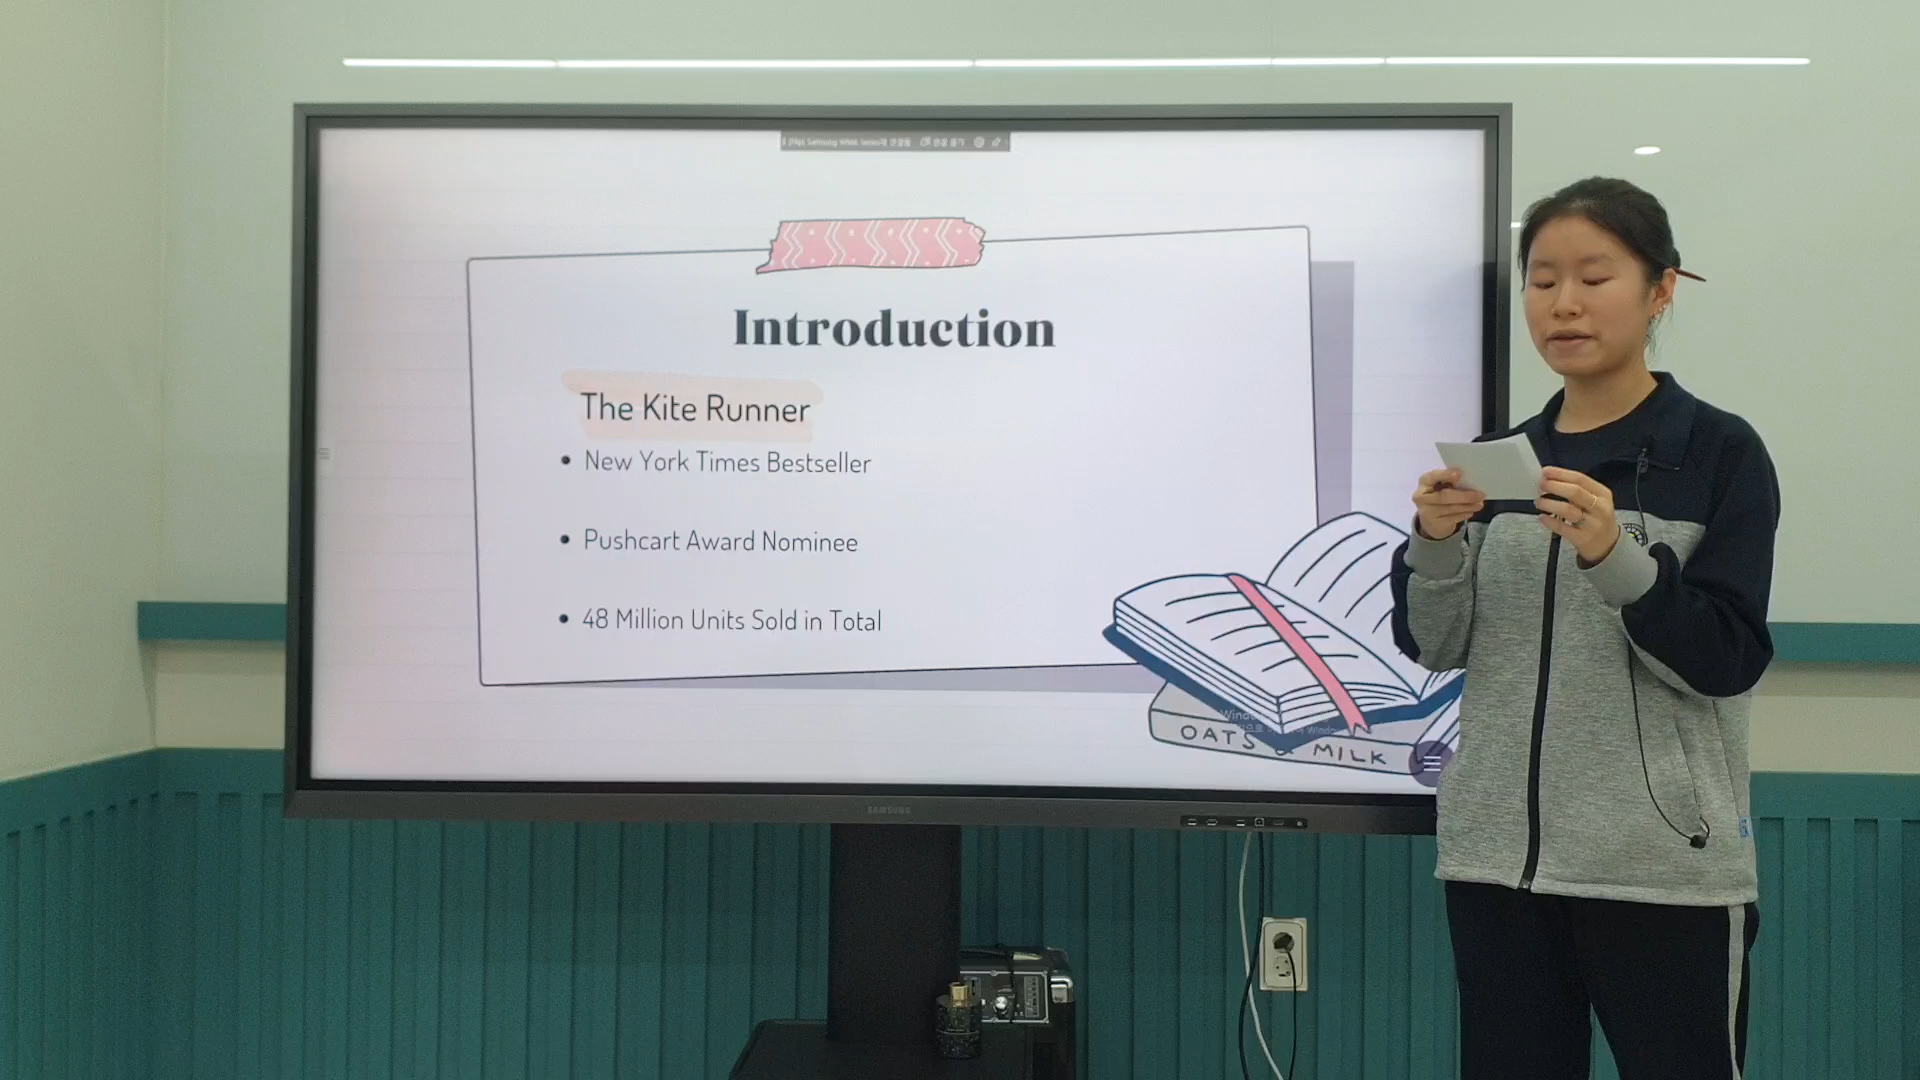 Introduction
The Kite Runner
• New York Times Bestseller
• Pushcart Award Nominee
• 48 Million Units Sold in Total
OATS & MILK
SAMSUNG